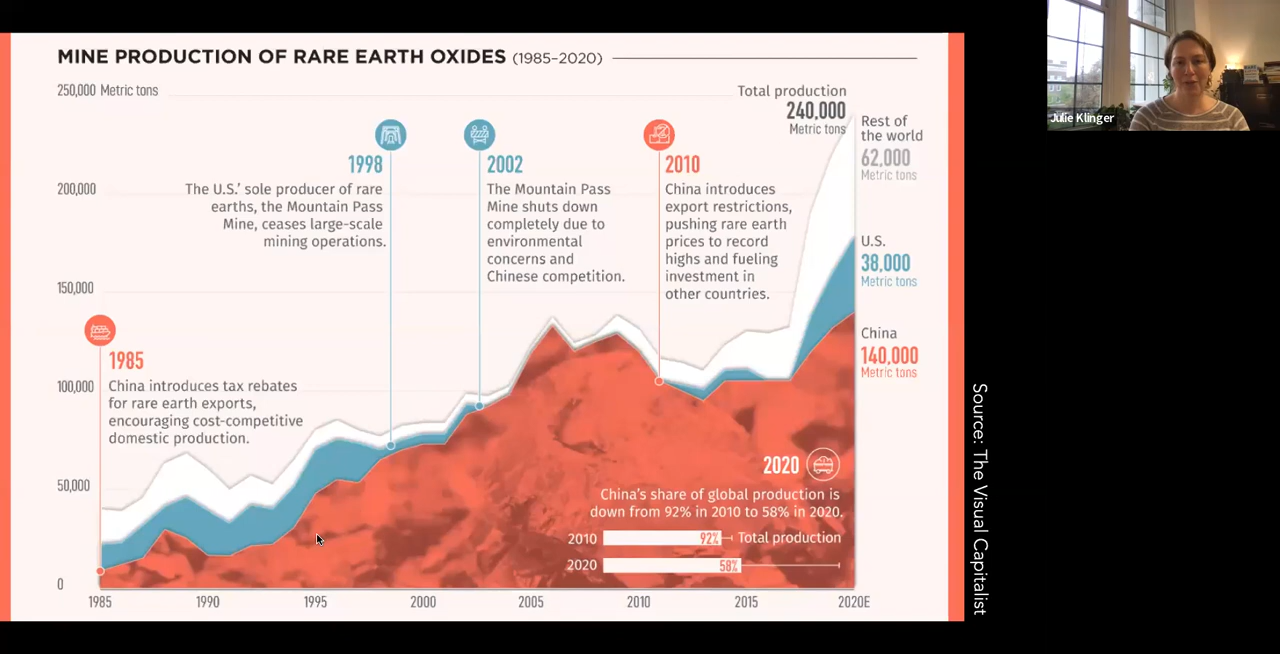 MINE PRODUCTION OF RARE EARTH OXIDES (1985–2020)
250,000 Metric tons
200,000
150,000
100,000
50,000
0
1985
China introduces tax rebates
for rare earth exports,
encouraging cost-competitive
domestic production.
1998
The U.S.' sole producer of rare
earths, the Mountain Pass
Mine, ceases large-scale
mining operations.
2002
The Mountain Pass
Mine shuts down
completely due to
environmental
concerns and
Chinese competition.
2010
China introduces
export restrictions,
pushing rare earth
prices to record
highs and fueling
investment in
other countries.
Total production
240,000
Metric tons
Rest of
the world
62,000
Metric tons
U.S.
38,000
Metric tons
China
140,000
Metric tons
2020
China's share of global production is
down from 92% in 2010 to 58% in 2020.
2010 92% Total production
2020 58%
1985 1990 1995 2000 2005 2010 2015 2020E
Source: The Visual Capitalist
Julie Klinger